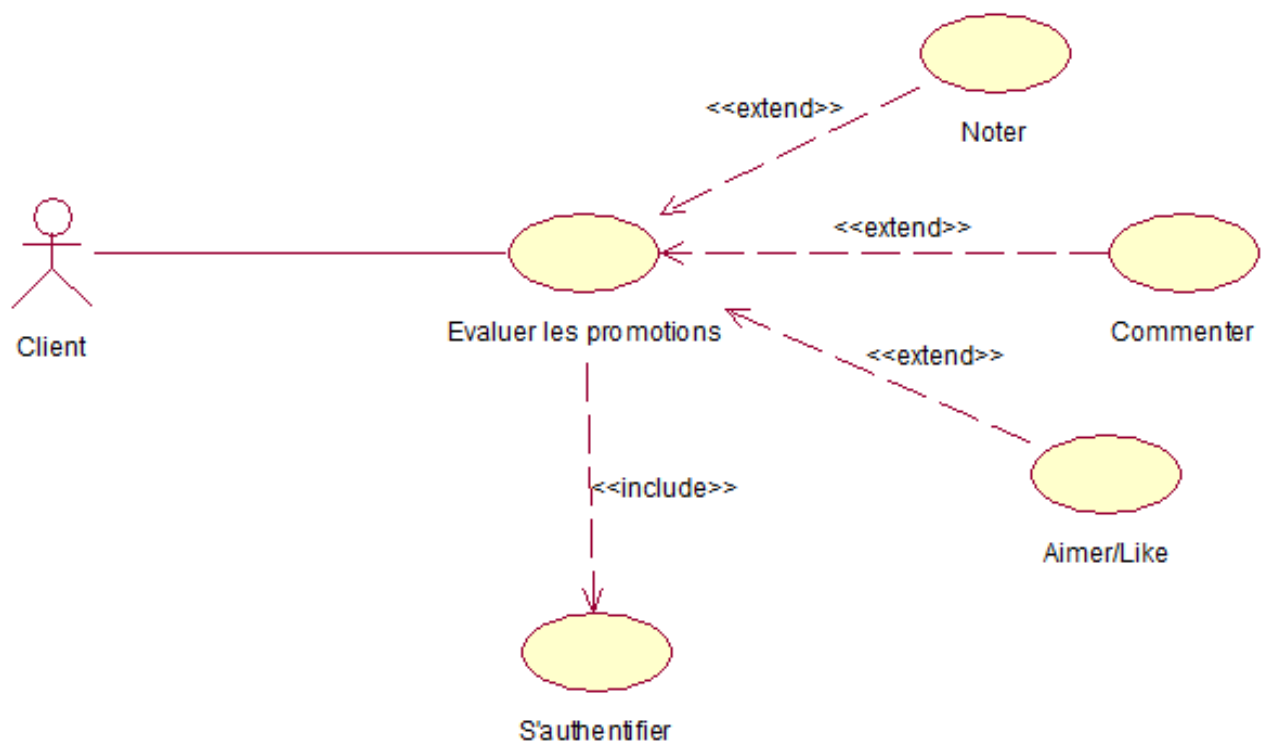 <<extend>>
Noter
<<extend>>
Evaluer les promotions
Commenter
Client
<<extend>>
<<include>>
Aimer/Like
S'authentifier